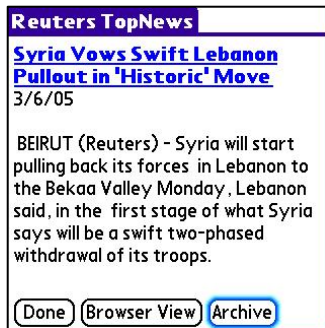 Reuters TopNews
Syria Vows Swift Lebanon
Pullout in 'Historic' Move
3/6/05
BEIRUT (Reuters) - Syria will start
pulling back its forces in Lebanon to
the Bekaa Valley Monday, Lebanon
said, in the first stage of what Syria
says will be a swift two-phased
withdrawal of its troops.
Done Browser View Archive